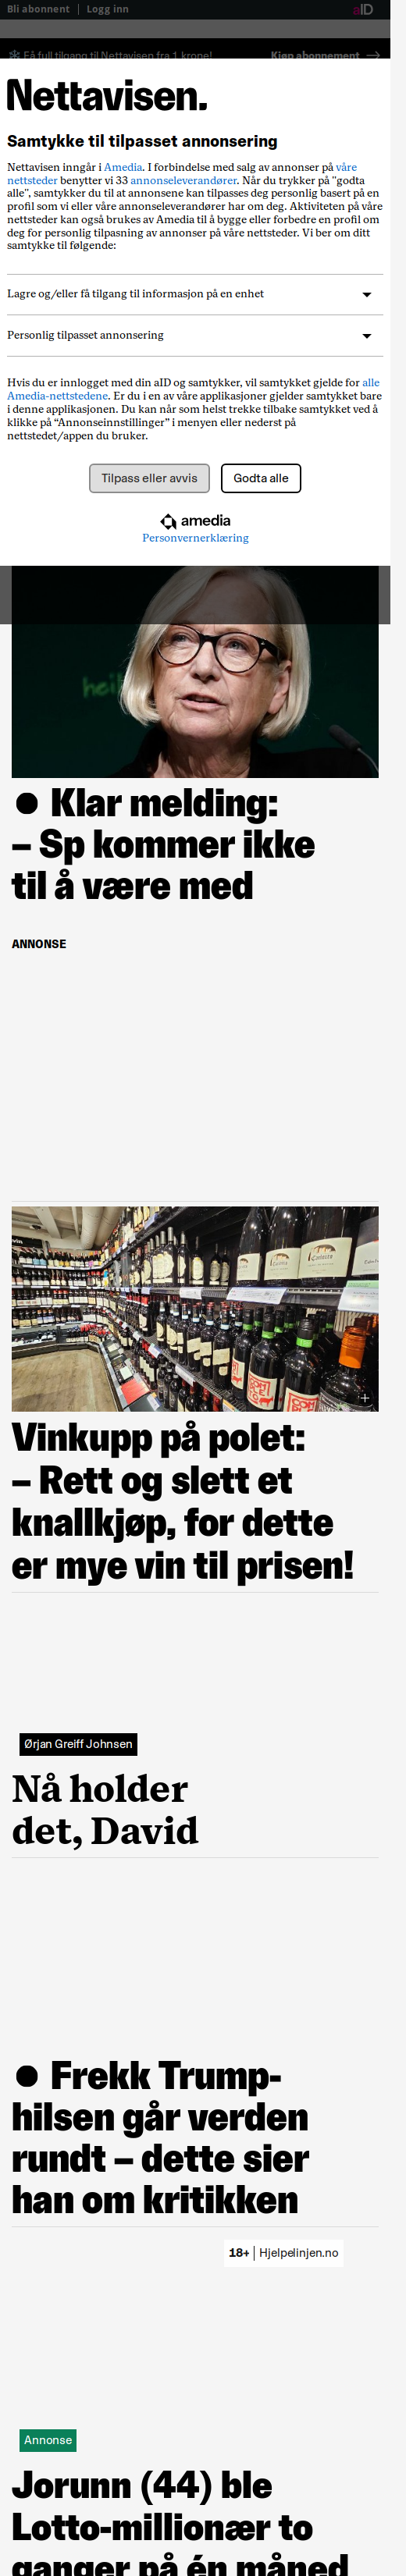 Bli abonnent | Logg inn aID
Få full tilgang til Nettavisen fra 1 krone! Kjøp abonnement →
Nettavisen.
Samtykke til tilpasset annonsering
Nettavisen inngår i Amedia. I forbindelse med salg av annonser på våre
nettsteder benytter vi 33 annonseleverandører. Når du trykker på "godta
alle", samtykker du til at annonsene kan tilpasses deg personlig basert på en
profil som vi eller våre annonseleverandører har om deg. Aktiviteten på våre
nettsteder kan også brukes av Amedia til å bygge eller forbedre en profil om
deg for personlig tilpasning av annonser på våre nettsteder. Vi ber om ditt
samtykke til følgende:
Lagre og/eller få tilgang til informasjon på en enhet
Personlig tilpasset annonsering
Hvis du er innlogget med din aID og samtykker, vil samtykket gjelde for alle
Amedia-nettstedene. Er du i en av våre applikasjoner gjelder samtykket bare
i denne applikasjonen. Du kan når som helst trekke tilbake samtykket ved å
klikke på “Annonseinnstillinger” i menyen eller nederst på
nettstedet/appen du bruker.
Tilpass eller avvis Godta alle
amedia
Personvernerklæring
● Klar melding:
– Sp kommer ikke
til å være med
ANNONSE
Vinkupp på polet:
– Rett og slett et
knallkjøp, for dette
er mye vin til prisen!
Ørjan Greiff Johnsen
Nå holder
det, David
● Frekk Trump-
hilsen går verden
rundt – dette sier
han om kritikken
18+ | Hjelpelinjen.no
Annonse
Jorunn (44) ble
Lotto-millionær to
ganger på én måned